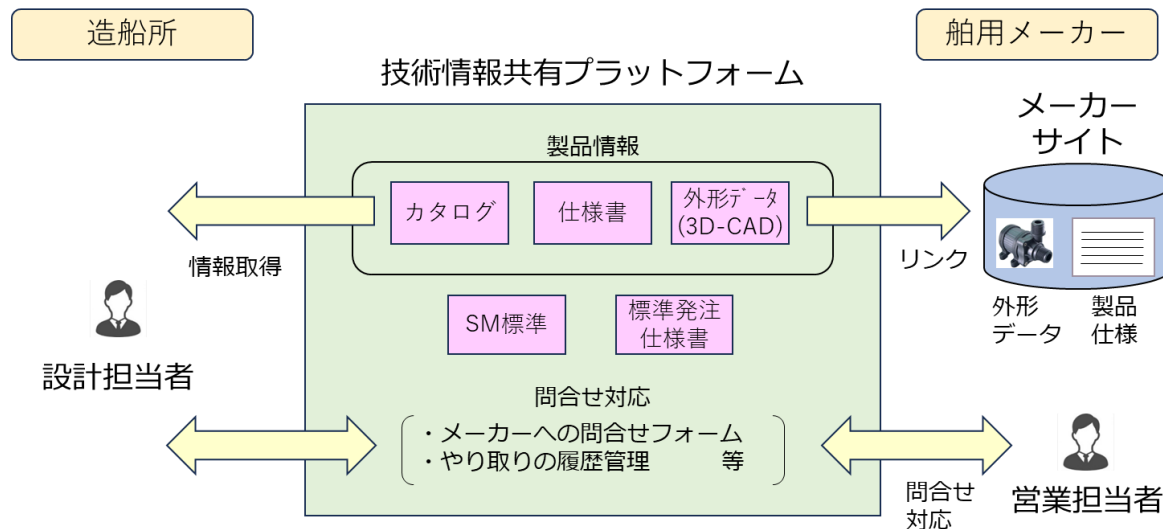 造船所
舶用メーカー
技術情報共有プラットフォーム
メーカー
サイト
製品情報
カタログ
仕様書
外形ﾃﾞｰﾀ
(3D-CAD)
情報取得
リンク
外形
データ
製品
仕様
SM標準
標準発注
仕様書
設計担当者
問合せ対応
・メーカーへの問合せフォーム
・やり取りの履歴管理 等
問合せ
対応
営業担当者